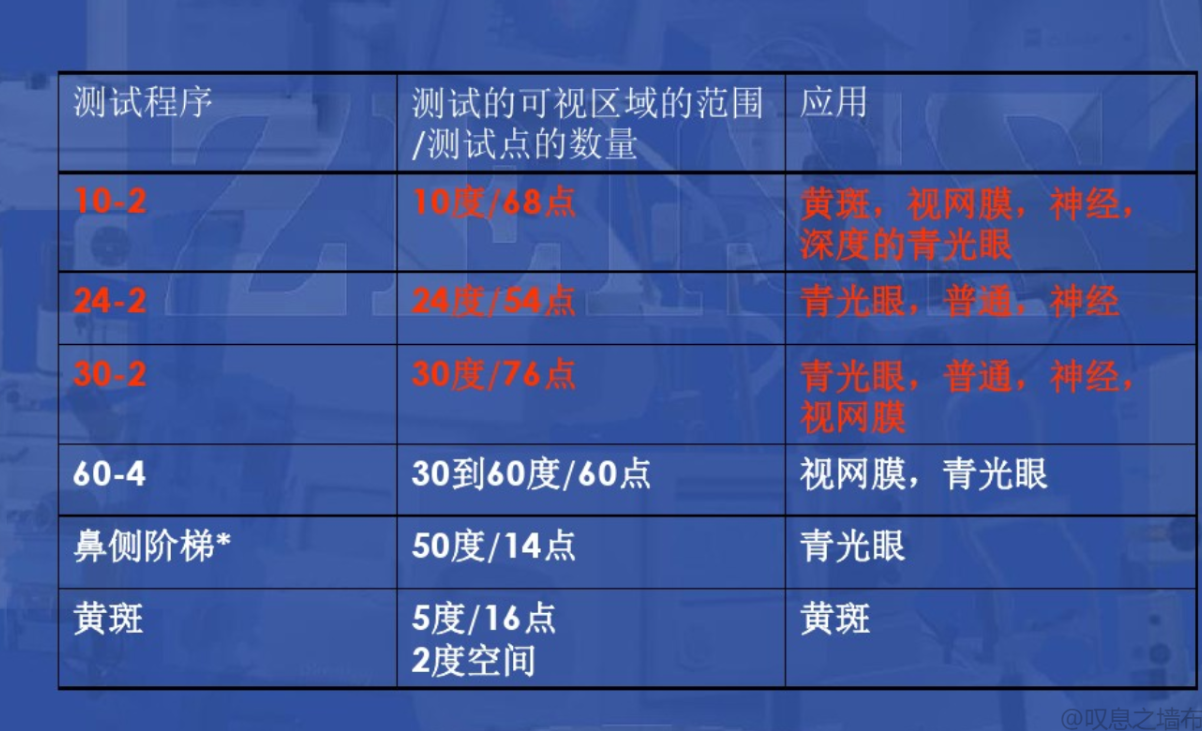 测试程序
测试的可视区域的范围
/测试点的数量
应用
10-2
10度/68点
黄斑，视网膜，神经，
深度的青光眼
24-2
24度/54点
青光眼，普通，神经
30-2
30度/76点
青光眼，普通，神经，
视网膜
60-4
30到60度/60点
视网膜，青光眼
鼻侧阶梯*
50度/14点
青光眼
黄斑
5度/16点
2度空间
黄斑
ZEISS
@叹息之墙布